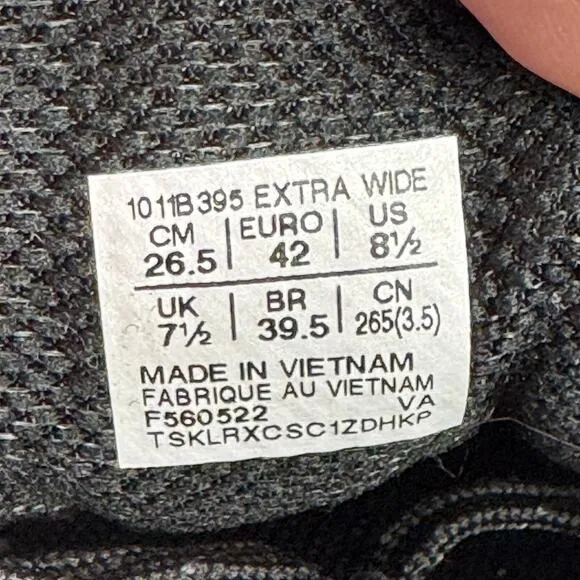 1011B395 EXTRA WIDE
CM | EURO | US
26.5 | 42 | 8½
UK | BR | CN
7½ | 39.5 | 265(3.5)
MADE IN VIETNAM
FABRIQUE AU VIETNAM
F560522 VA
TSKLRXCSC1ZDHKP